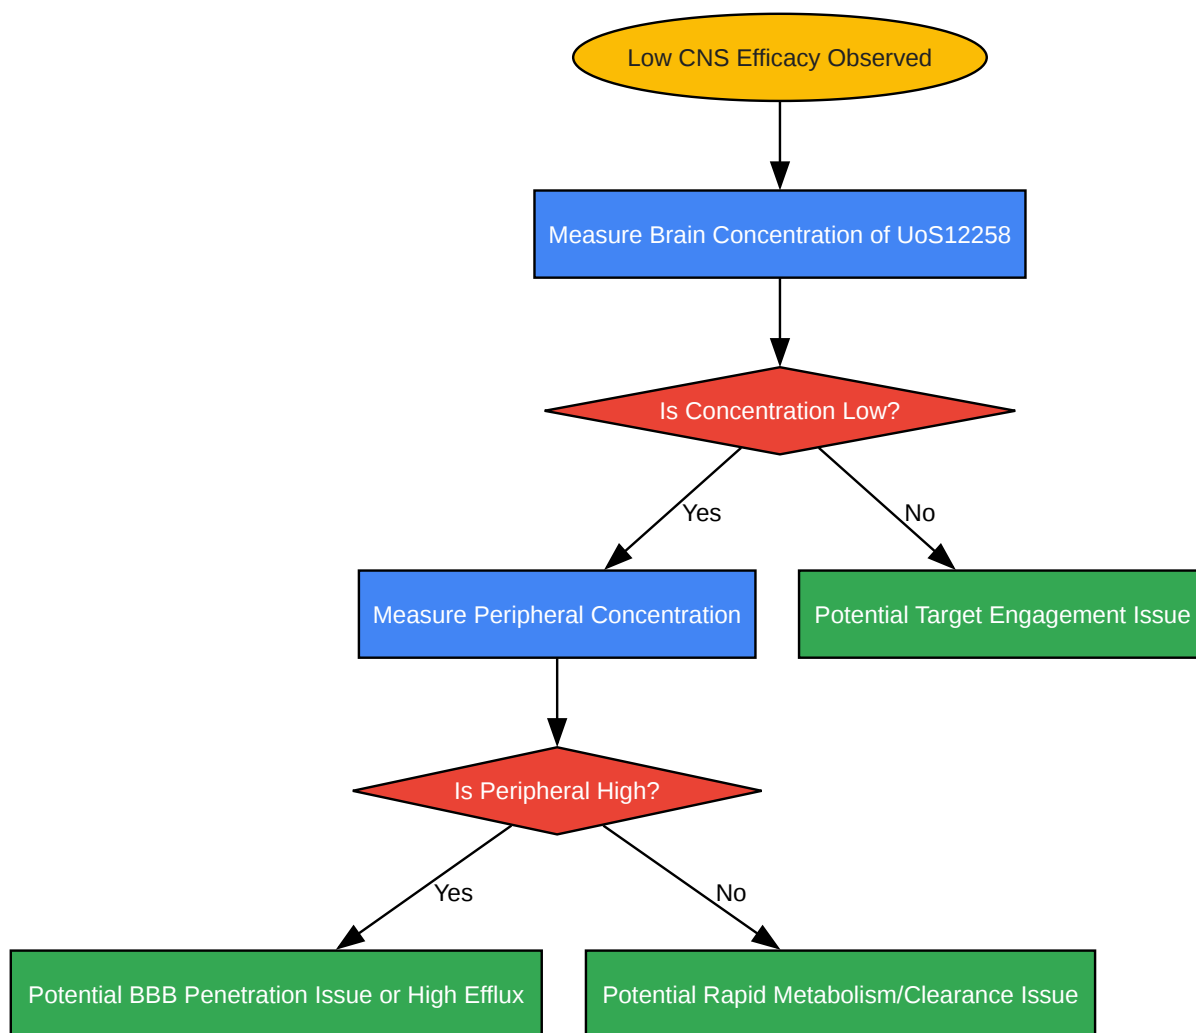 Low CNS Efficacy Observed
Measure Brain Concentration of UoS12258
Is Concentration Low?
Yes
No
Measure Peripheral Concentration
Potential Target Engagement Issue
Is Peripheral High?
Yes
No
Potential BBB Penetration Issue or High Efflux
Potential Rapid Metabolism/Clearance Issue